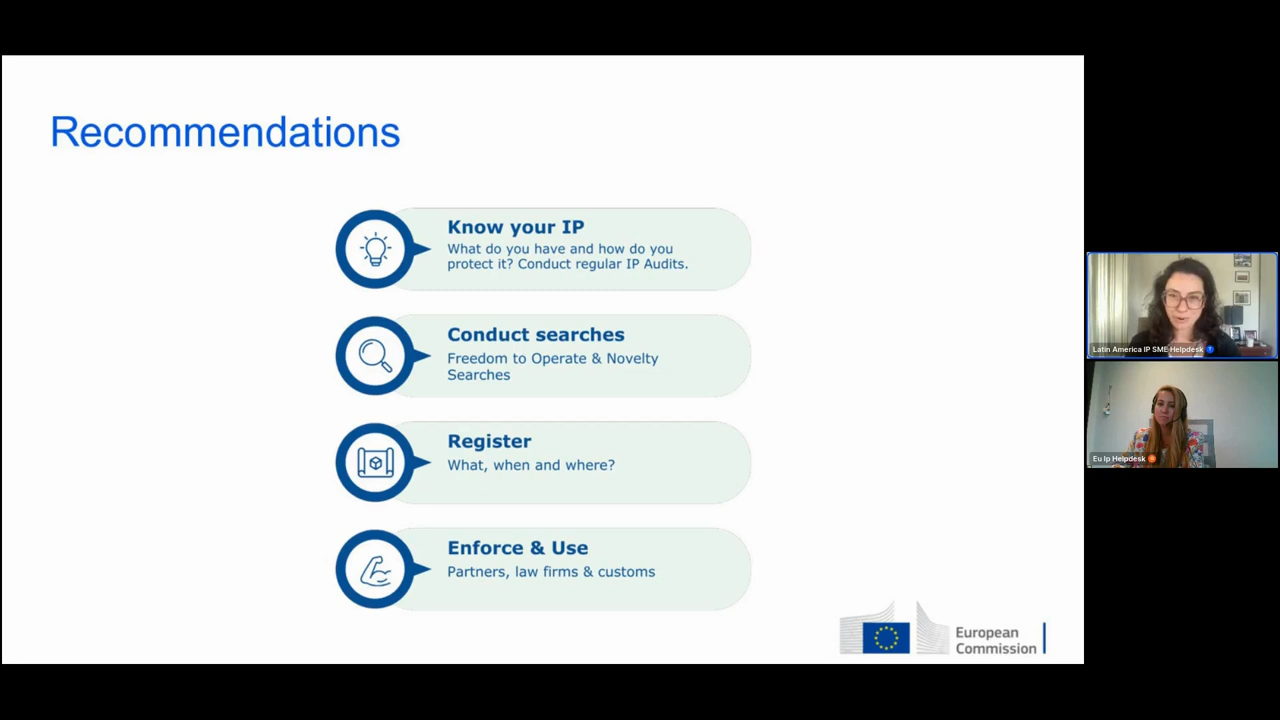 Recommendations
Know your IP
What do you have and how do you
protect it? Conduct regular IP Audits.
Conduct searches
Freedom to Operate & Novelty
Searches
Register
What, when and where?
Enforce & Use
Partners, law firms & customs
European
Commission
Latin America IP SME Helpdesk
Eu Ip Helpdesk